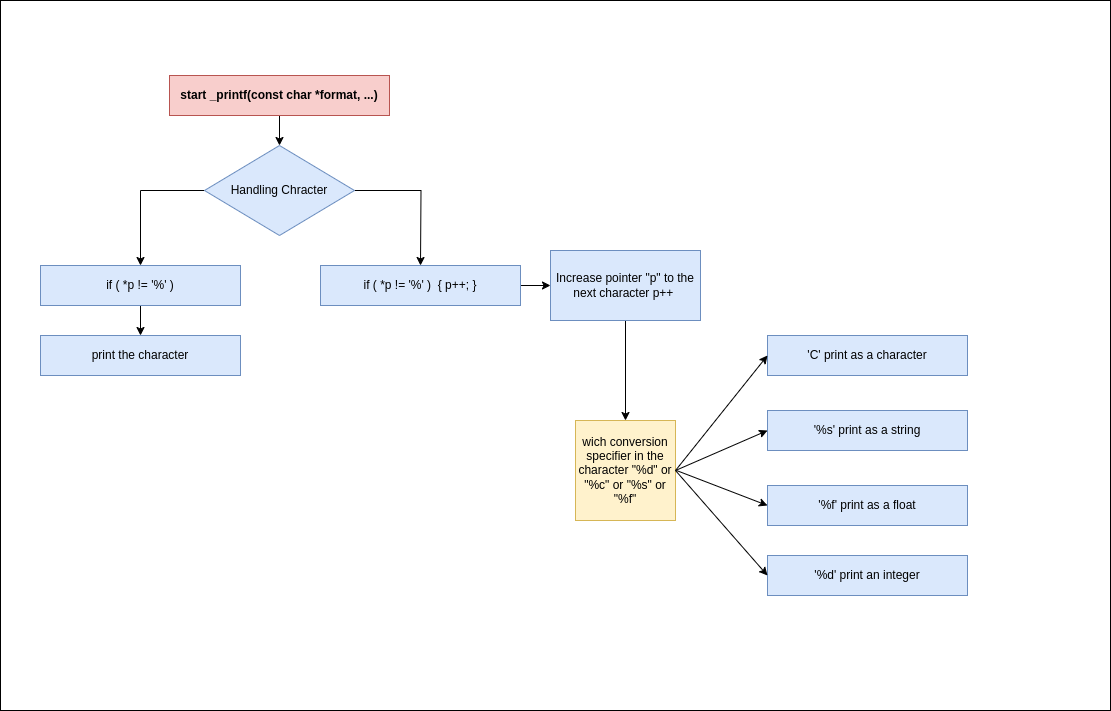 start _printf(const char *format, ...)
Handling Chracter
if ( *p != '%' )
print the character
if ( *p != '%' )  { p++; }
Increase pointer "p" to the
next character p++
wich conversion
specifier in the
character "%d" or
"%c" or "%s" or
"%f"
'C' print as a character
'%s' print as a string
'%f' print as a float
'%d' print an integer